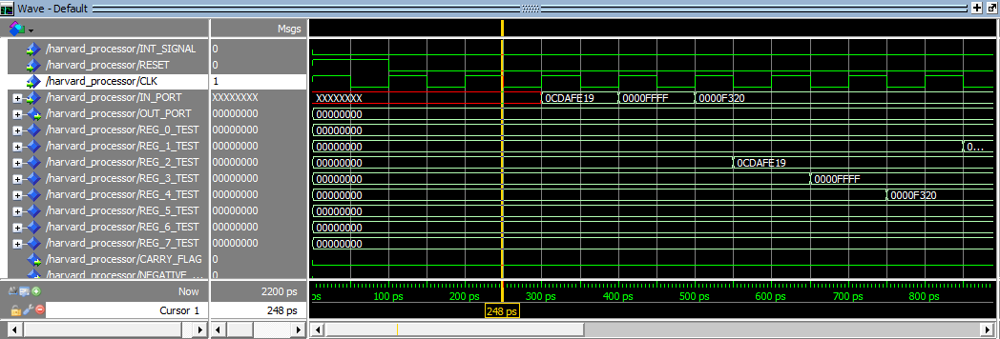 Wave - Default
Msgs
/harvard_processor/INT_SIGNAL 0
/harvard_processor/RESET 0
/harvard_processor/CLK 1
/harvard_processor/IN_PORT XXXXXXXX XXXXXXXX 0CDAFE19 0000FFFF 0000F320
/harvard_processor/OUT_PORT 00000000 00000000
/harvard_processor/REG_0_TEST 00000000 00000000
/harvard_processor/REG_1_TEST 00000000 00000000 0...
/harvard_processor/REG_2_TEST 00000000 00000000 0CDAFE19
/harvard_processor/REG_3_TEST 00000000 00000000 0000FFFF
/harvard_processor/REG_4_TEST 00000000 00000000 0000F320
/harvard_processor/REG_5_TEST 00000000 00000000
/harvard_processor/REG_6_TEST 00000000 00000000
/harvard_processor/REG_7_TEST 00000000 00000000
/harvard_processor/CARRY_FLAG 0
/harvard_processor/NEGATIVE_... 0
Now 2200 ps ps 100 ps 200 ps 300 ps 400 ps 500 ps 600 ps 700 ps 800 ps
Cursor 1 248 ps 248 ps